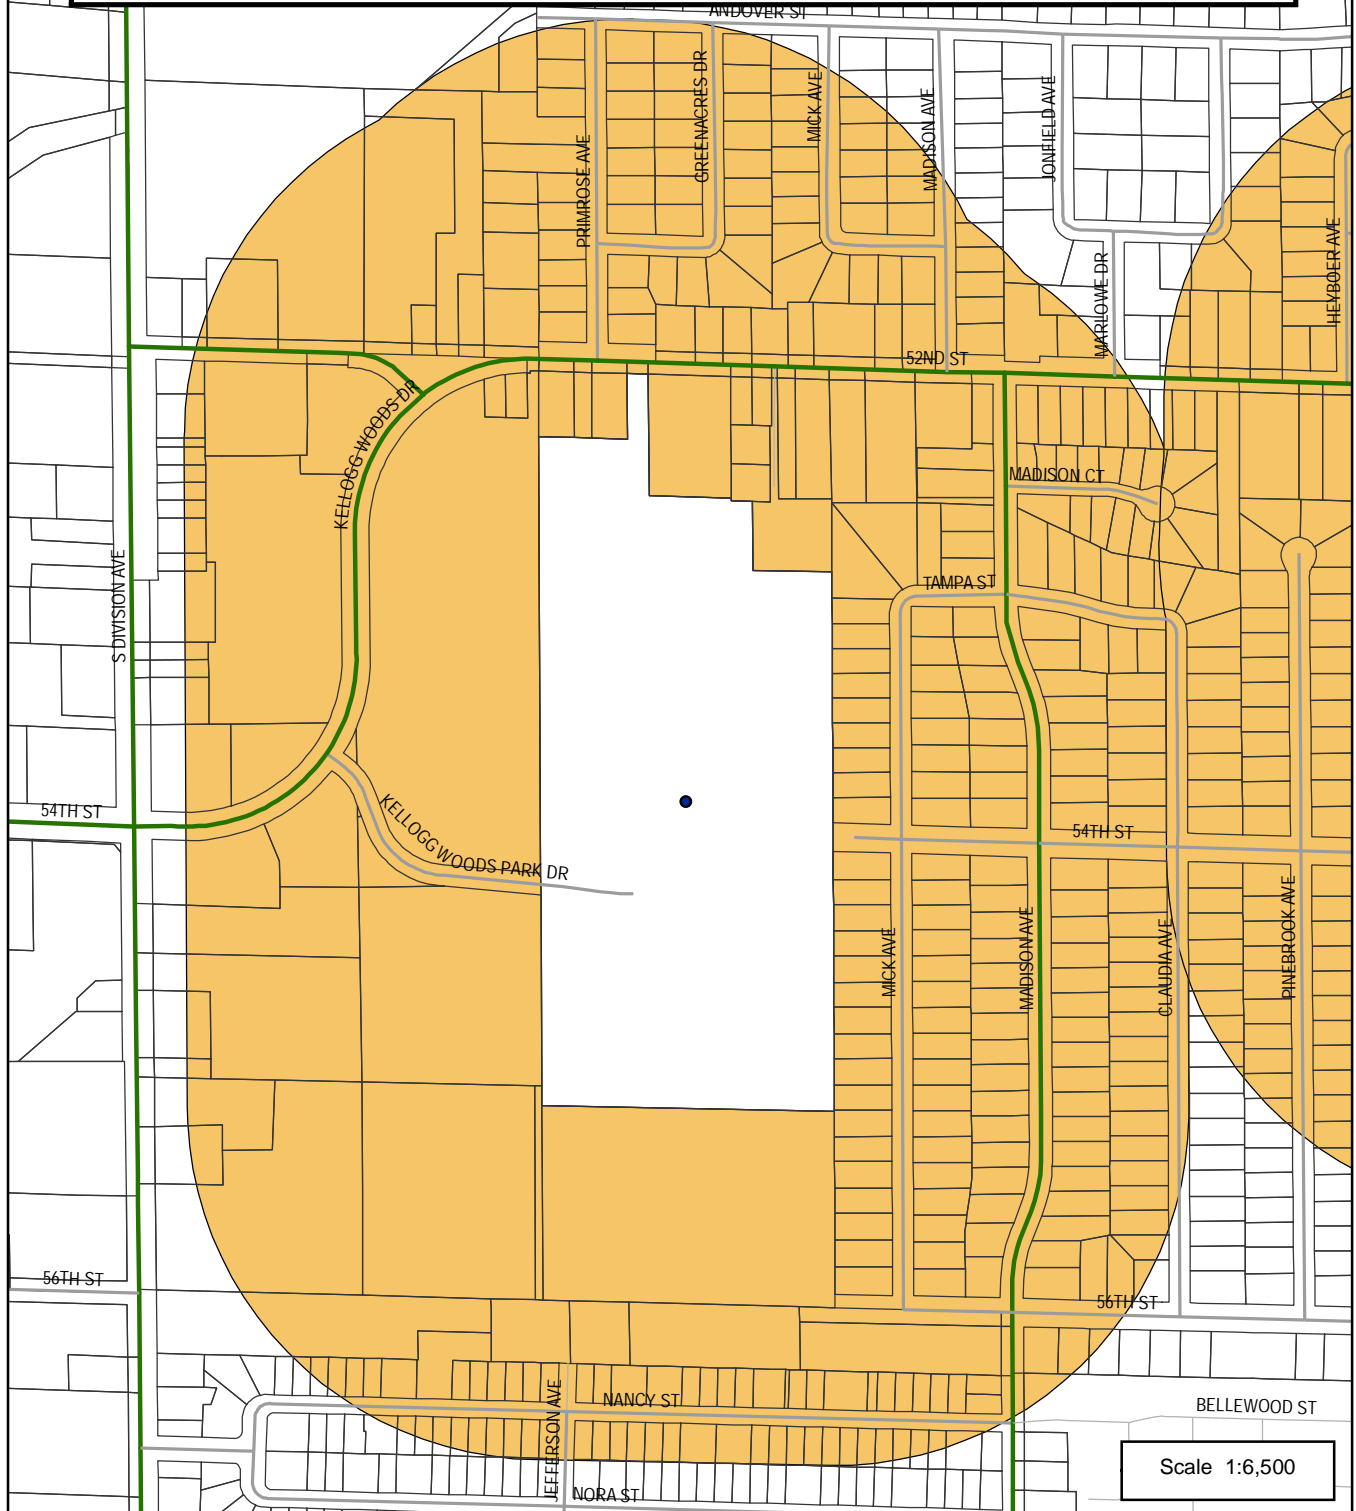 ANDOVER ST
GREENACRES DR
MICK AVE
MADISON AVE
JONFIELD AVE
PRIMROSE AVE
HEYBOER AVE
MARLOWE DR
52ND ST
KELLOGG WOODS DR
MADISON CT
S DIVISION AVE
TAMPA ST
54TH ST
KELLOGG WOODS PARK DR
54TH ST
MICK AVE
MADISON AVE
CLAUDIA AVE
PINEBROOK AVE
56TH ST
56TH ST
JEFFERSON AVE
NANCY ST
BELLEWOOD ST
Scale 1:6,500
NORA ST